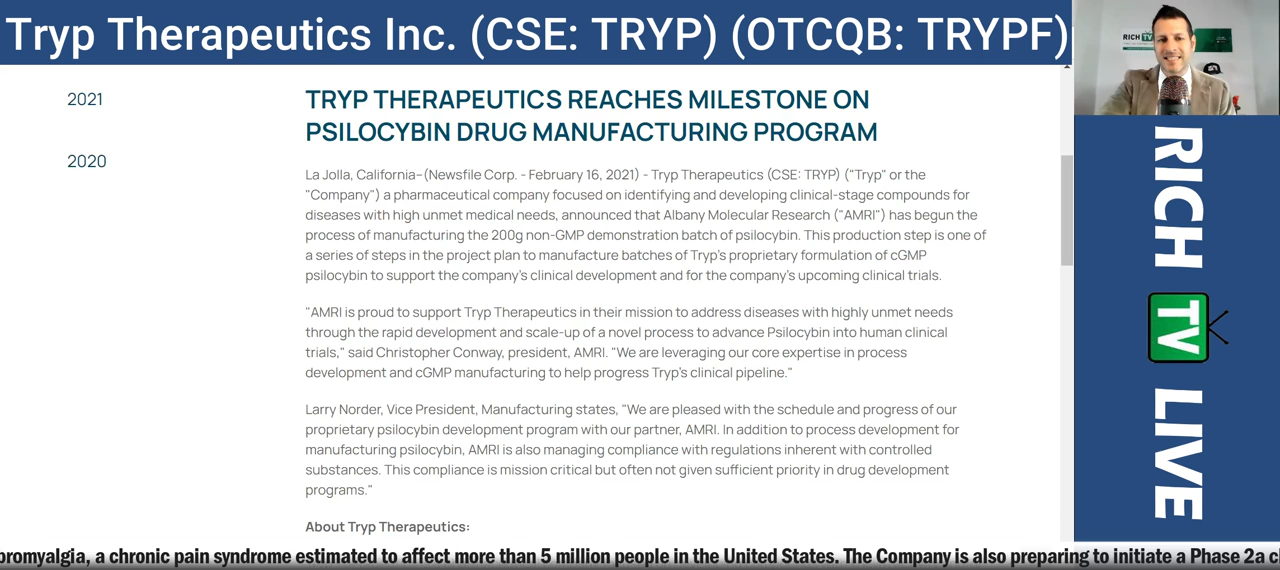 Tryp Therapeutics Inc. (CSE: TRYP) (OTCQB: TRYPF)
RICH
TV
2021
2020
TRYP THERAPEUTICS REACHES MILESTONE ON
PSILOCYBIN DRUG MANUFACTURING PROGRAM
La Jolla, California–(Newsfile Corp. - February 16, 2021) - Tryp Therapeutics (CSE: TRYP) ("Tryp" or the
"Company") a pharmaceutical company focused on identifying and developing clinical-stage compounds for
diseases with high unmet medical needs, announced that Albany Molecular Research ("AMRI") has begun the
process of manufacturing the 200g non-GMP demonstration batch of psilocybin. This production step is one of
a series of steps in the project plan to manufacture batches of Tryp's proprietary formulation of cGMP
psilocybin to support the company's clinical development and for the company's upcoming clinical trials.
"AMRI is proud to support Tryp Therapeutics in their mission to address diseases with highly unmet needs
through the rapid development and scale-up of a novel process to advance Psilocybin into human clinical
trials," said Christopher Conway, president, AMRI. "We are leveraging our core expertise in process
development and cGMP manufacturing to help progress Tryp's clinical pipeline."
Larry Norder, Vice President, Manufacturing states, "We are pleased with the schedule and progress of our
proprietary psilocybin development program with our partner, AMRI. In addition to process development for
manufacturing psilocybin, AMRI is also managing compliance with regulations inherent with controlled
substances. This compliance is mission critical but often not given sufficient priority in drug development
programs."
About Tryp Therapeutics:
RICH
TV
LIVE
bromyalgia, a chronic pain syndrome estimated to affect more than 5 million people in the United States. The Company is also preparing to initiate a Phase 2a c